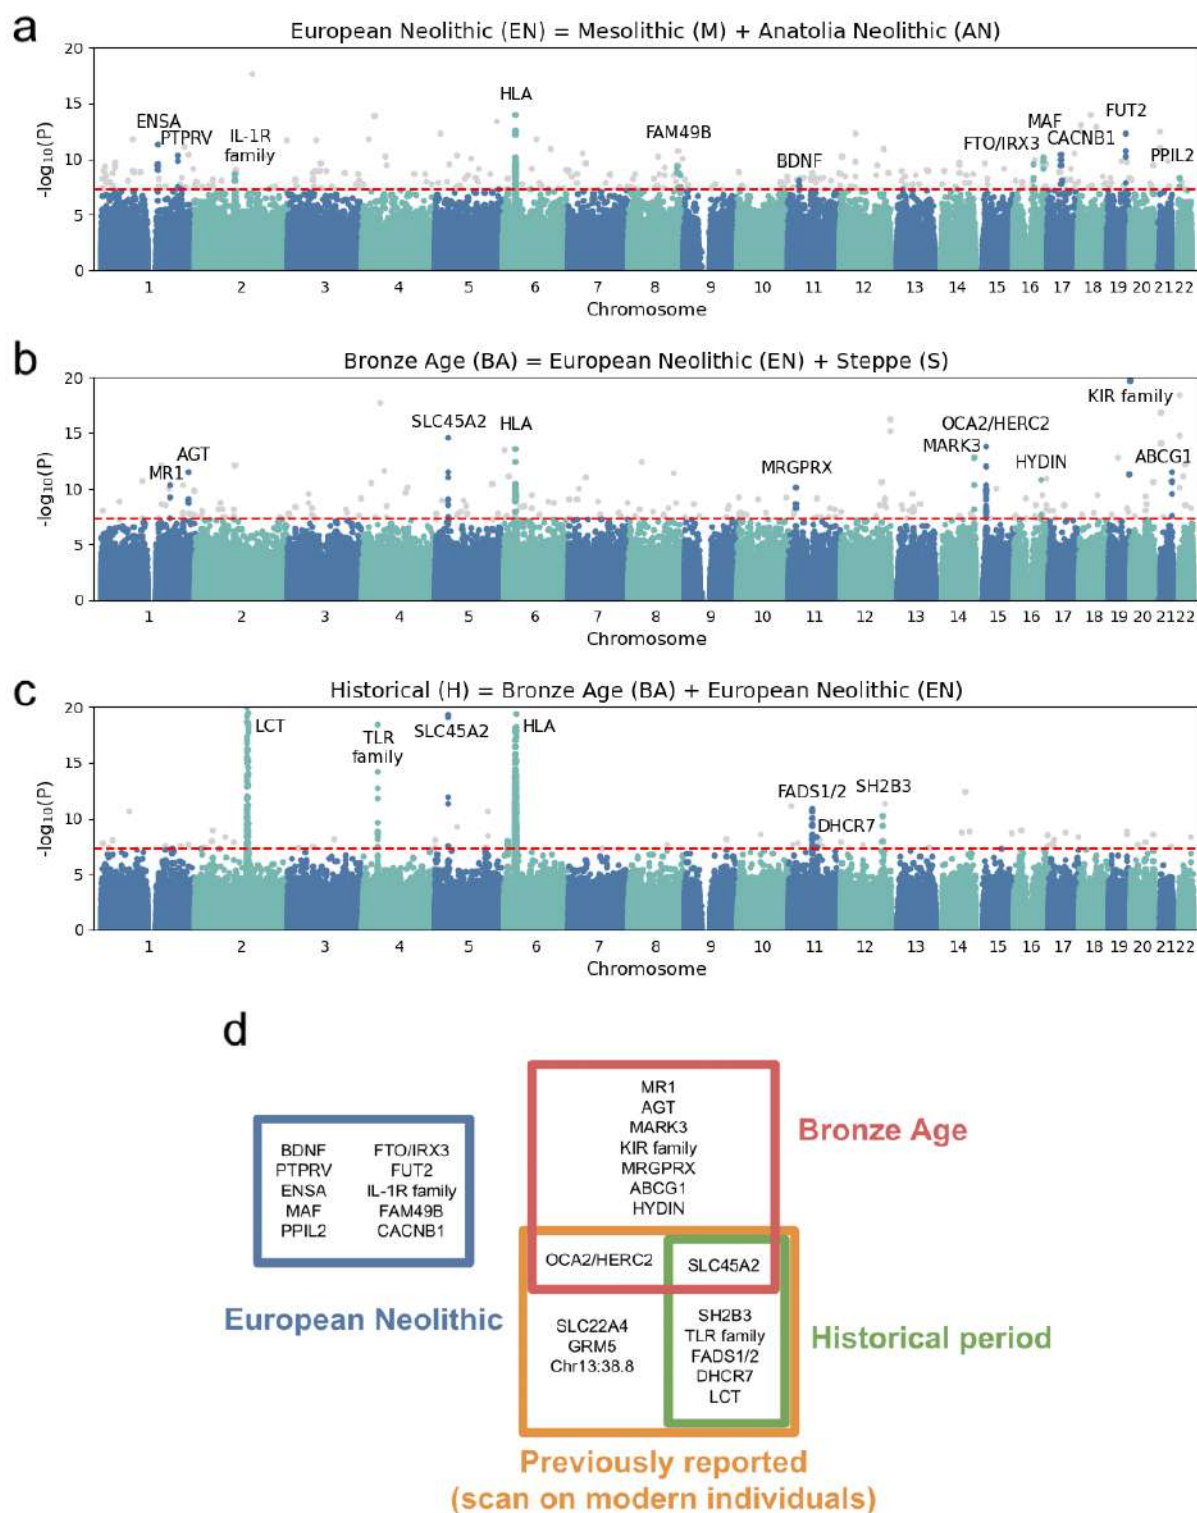 a
European Neolithic (EN) = Mesolithic (M) + Anatolia Neolithic (AN)
20
15
10
5
0
-log10(P)
ENSA
PTPRV
IL-1R
family
HLA
FAM49B
BDNF
FTO/IRX3
MAF
CACNB1
FUT2
PPIL2
1 2 3 4 5 6 7 8 9 10 11 12 13 14 15 16 17 18 19 20 21 22
Chromosome
b
Bronze Age (BA) = European Neolithic (EN) + Steppe (S)
20
15
10
5
0
-log10(P)
MR1
AGT
SLC45A2
HLA
MRGPRX
MARK3
OCA2/HERC2
HYDIN
KIR family
ABCG1
1 2 3 4 5 6 7 8 9 10 11 12 13 14 15 16 17 18 19 20 21 22
Chromosome
c
Historical (H) = Bronze Age (BA) + European Neolithic (EN)
20
15
10
5
0
-log10(P)
LCT
TLR
family
SLC45A2
HLA
FADS1/2
DHCR7
SH2B3
1 2 3 4 5 6 7 8 9 10 11 12 13 14 15 16 17 18 19 20 21 22
Chromosome
d
BDNF FTO/IRX3
PTPRV FUT2
ENSA IL-1R family
MAF FAM49B
PPIL2 CACNB1
European Neolithic
MR1
AGT
MARK3
KIR family
MRGPRX
ABCG1
HYDIN
Bronze Age
OCA2/HERC2
SLC45A2
SLC22A4
GRM5
Chr13:38.8
SH2B3
TLR family
FADS1/2
DHCR7
LCT
Historical period
Previously reported
(scan on modern individuals)